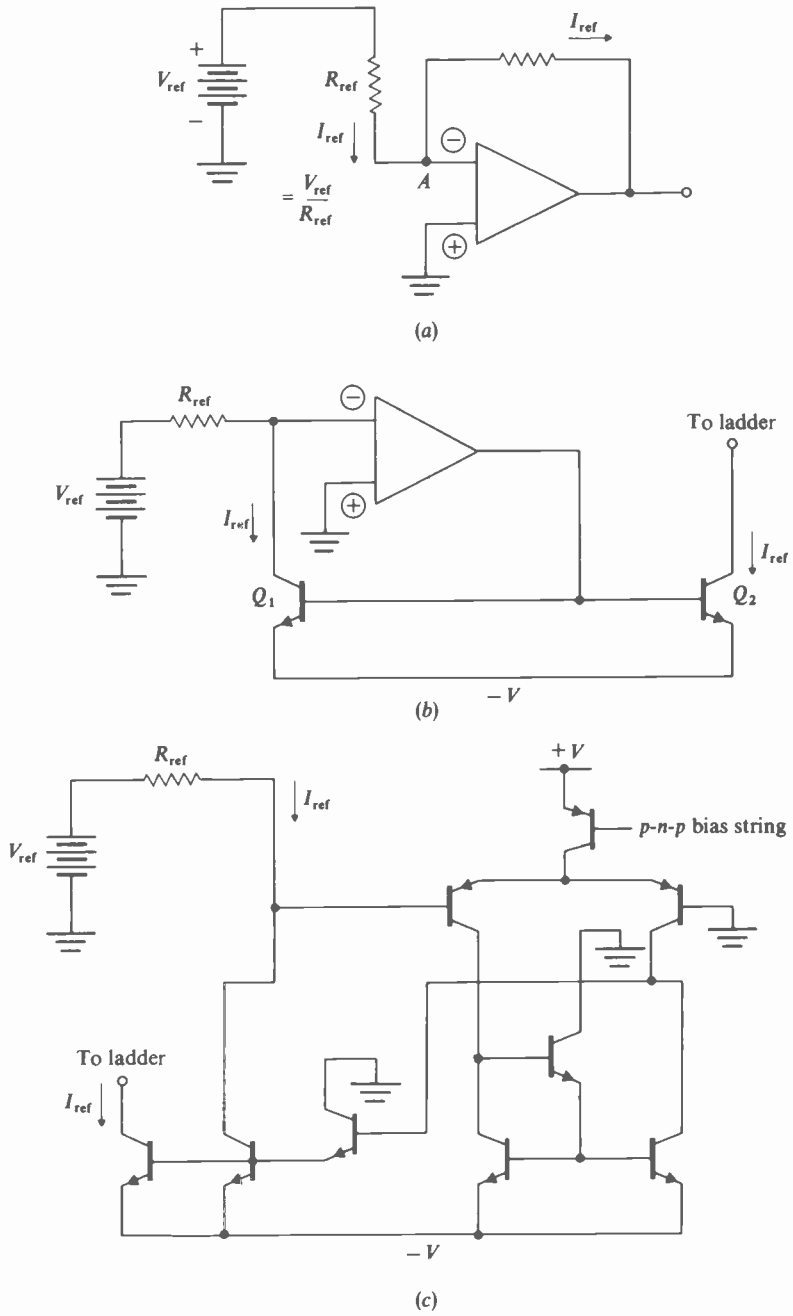 I_ref
+
V_ref
−
R_ref
I_ref
= V_ref / R_ref
−
A
+
(a)
R_ref
−
To ladder
V_ref
+
I_ref
I_ref
Q_1
Q_2
− V
(b)
R_ref
+ V
I_ref
p-n-p bias string
V_ref
To ladder
I_ref
− V
(c)